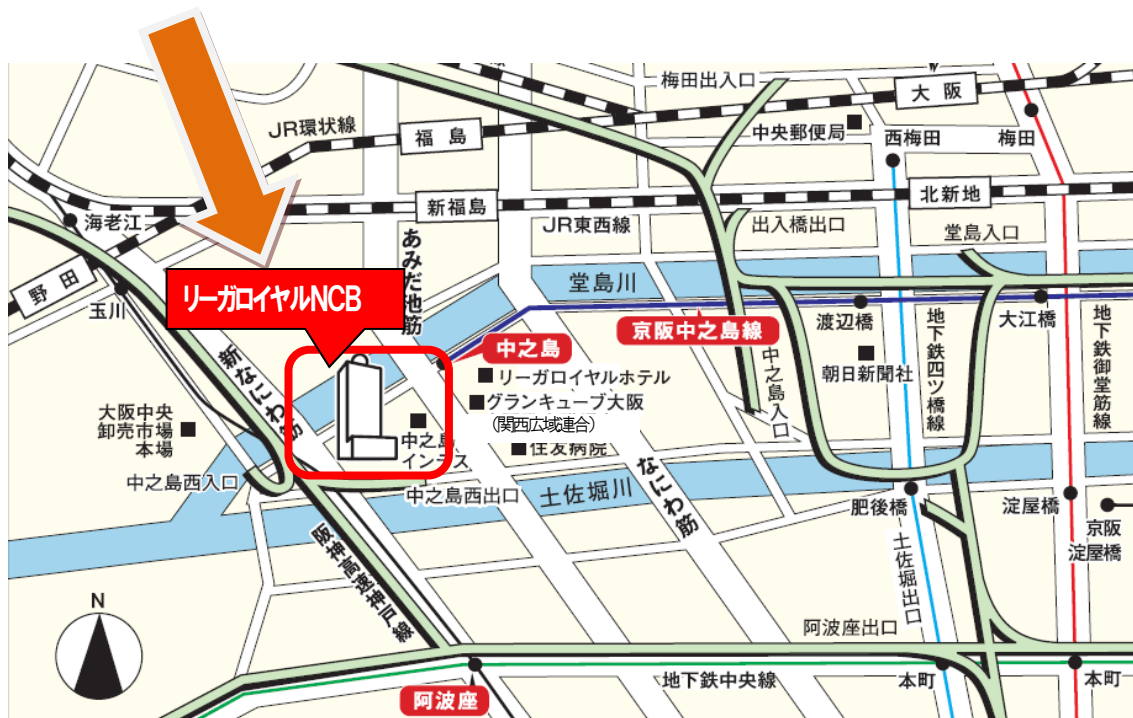 梅田出入口
大阪
JR環状線
福島
中央郵便局
西梅田
梅田
海老江
新福島
北新地
JR東西線
出入橋出口
堂島入口
あみだ池筋
野田
玉川
リーガロイヤルNCB
堂島川
京阪中之島線
渡辺橋
大江橋
地下鉄四ツ橋線
地下鉄御堂筋線
中之島
新なにわ筋
リーガロイヤルホテル
朝日新聞社
中之島入口
グランキューブ大阪
(関西広域連合)
大阪中央
卸売市場
本場
中之島
インテス
住友病院
中之島西入口
中之島西出口
土佐堀川
なにわ筋
肥後橋
淀屋橋
京阪
淀屋橋
阪神高速神戸線
土佐堀出口
N
阿波座出口
地下鉄中央線
本町
本町
阿波座